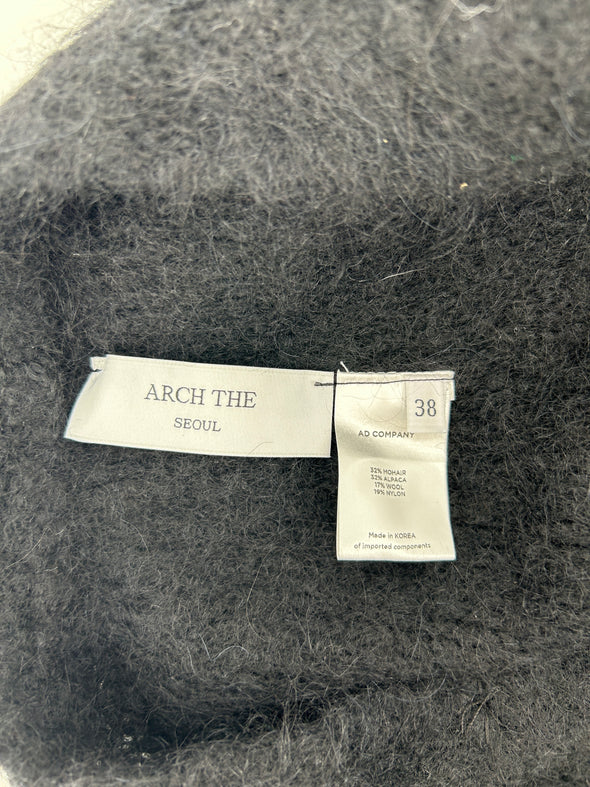 ARCH THE
SEOUL
38
AD COMPANY
32% MOHAIR
32% ALPACA
17% WOOL
19% NYLON
Made in KOREA
of imported components